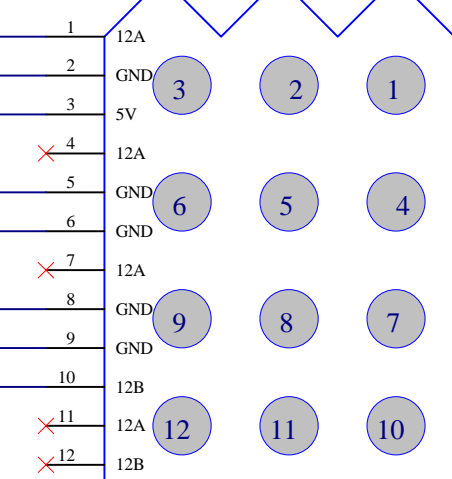 1 12A
2 GND
3 2 1
3 5V
4 12A
5 GND
6 5 4
6 GND
7 12A
8 GND
9 8 7
9 GND
10 12B
11 12A
12 11 10
12 12B